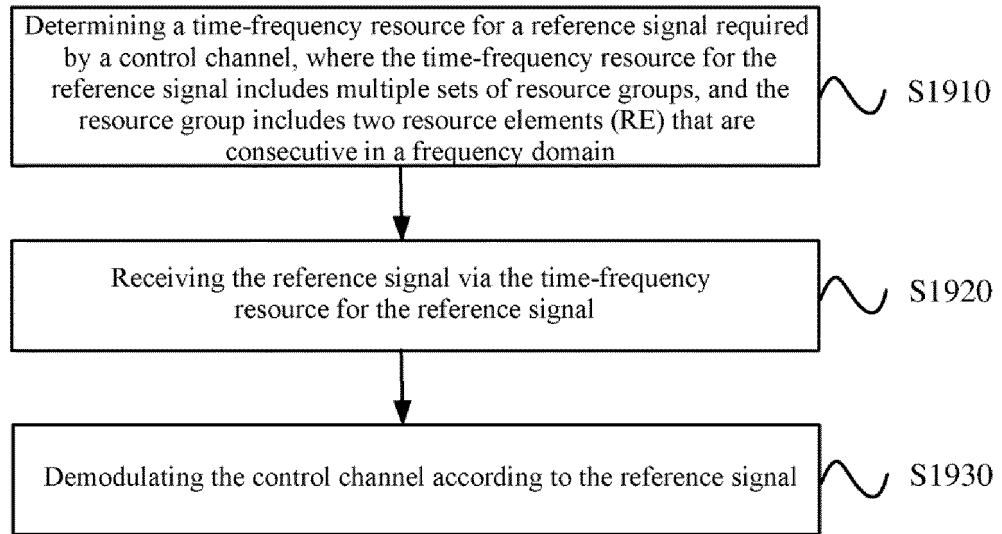 Determining a time-frequency resource for a reference signal required
by a control channel, where the time-frequency resource for the
reference signal includes multiple sets of resource groups, and the
resource group includes two resource elements (RE) that are
consecutive in a frequency domain
S1910
Receiving the reference signal via the time-frequency
resource for the reference signal
S1920
Demodulating the control channel according to the reference signal
S1930